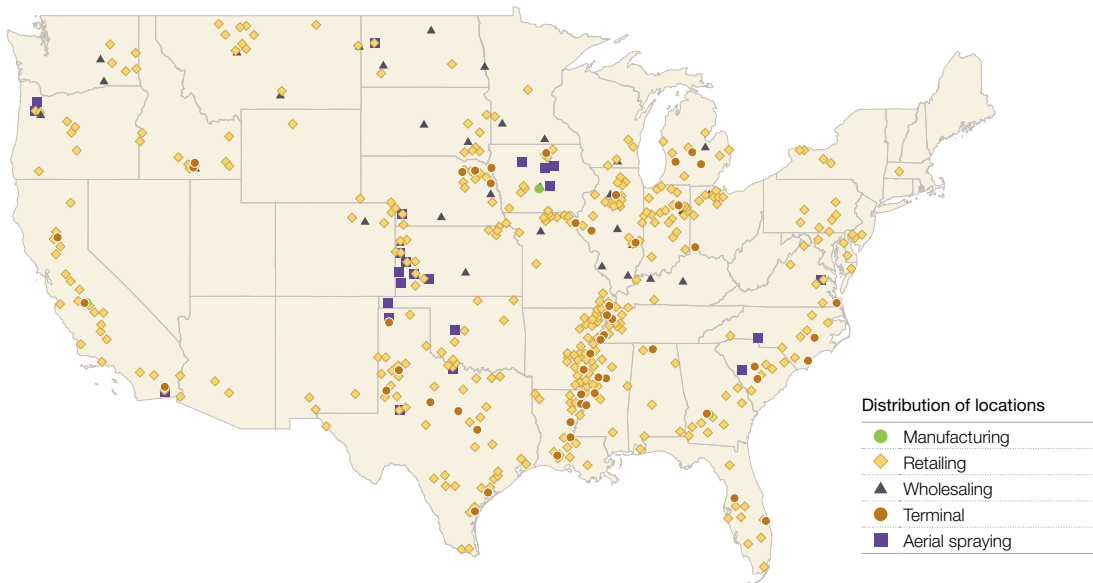 Distribution of locations
Manufacturing
Retailing
Wholesaling
Terminal
Aerial spraying